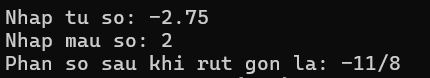 Nhap tu so: -2.75
Nhap mau so: 2
Phan so sau khi rut gon la: -11/8